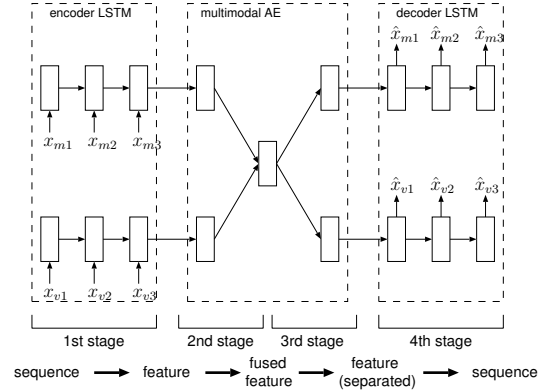 encoder LSTM multimodal AE decoder LSTM
x̂m1 x̂m2 x̂m3
xm1 xm2 xm3
x̂v1 x̂v2 x̂v3
xv1 xv2 xv3
1st stage 2nd stage 3rd stage 4th stage
sequence feature fused feature feature (separated) sequence